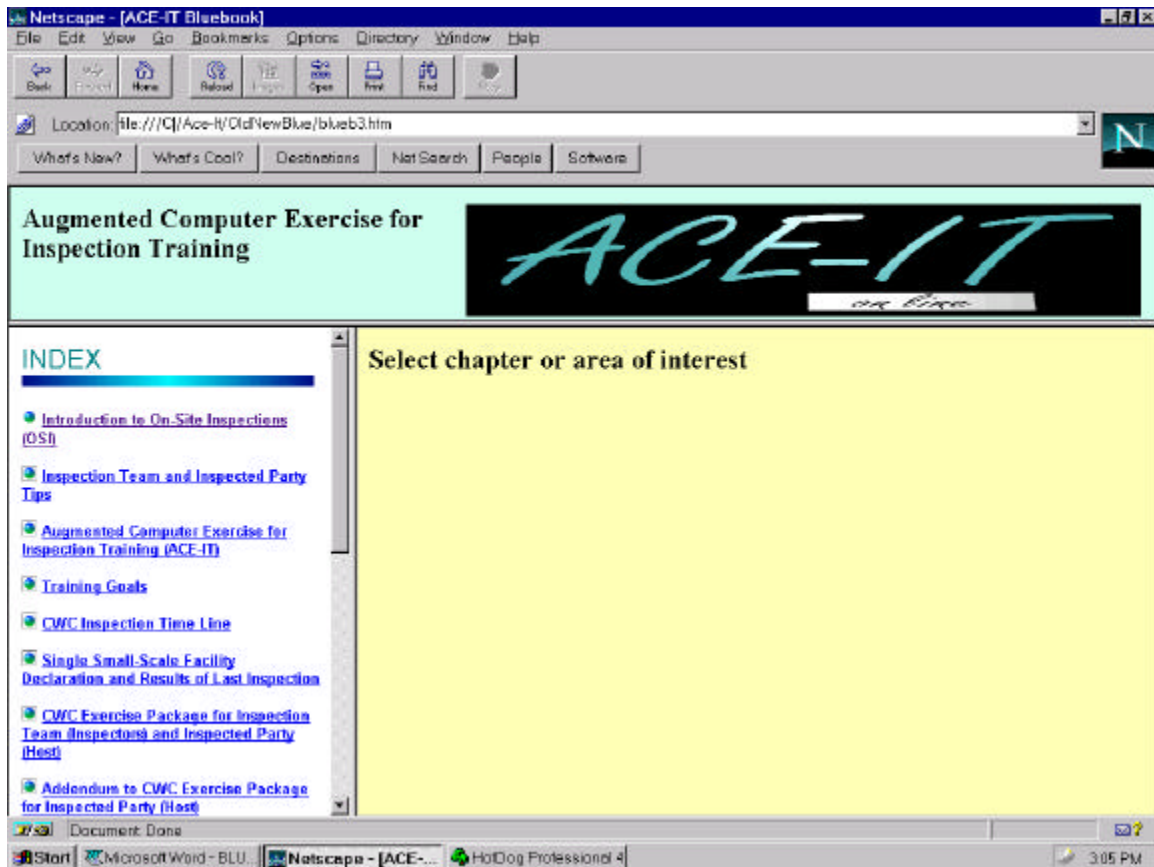 Netscape - [ACE-IT Bluebook]
File Edit View Go Bookmarks Options Directory Window Help
Back Forward Home Reload Images Open Print Find Stop
Location: file:///C|/Ace-It/OldNewBlue/blueb3.htm
What's New? What's Cool? Destinations Net Search People Software
N
Augmented Computer Exercise for
Inspection Training
ACE-IT
on line
INDEX
Introduction to On-Site Inspections
(OSI)
Inspection Team and Inspected Party
Tips
Augmented Computer Exercise for
Inspection Training (ACE-IT)
Training Goals
CWC Inspection Time Line
Single Small-Scale Facility
Declaration and Results of Last Inspection
CWC Exercise Package for Inspection
Team (Inspectors) and Inspected Party
(Host)
Addendum to CWC Exercise Package
for Inspected Party (Host)
Select chapter or area of interest
Document: Done
Start Microsoft Word - BLU... Netscape - [ACE-... HotDog Professional 4 3:05 PM